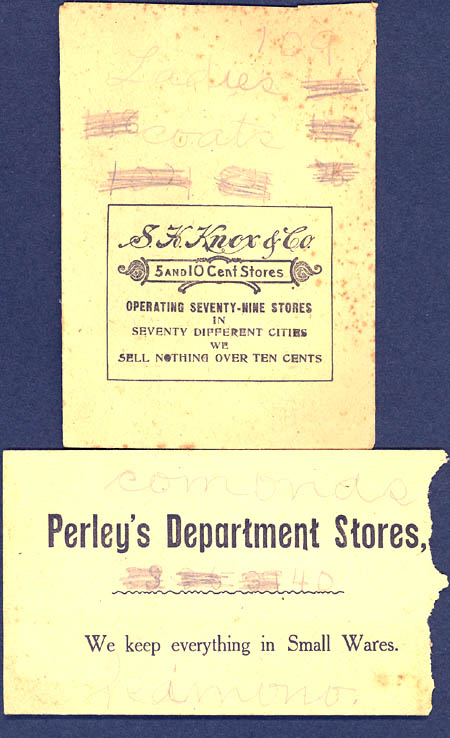 109
Ladies
coats
S.H. Knox & Co
5 AND 10 Cent Stores
OPERATING SEVENTY-NINE STORES
IN
SEVENTY DIFFERENT CITIES
WE
SELL NOTHING OVER TEN CENTS
Perley's Department Stores,
40
We keep everything in Small Wares.